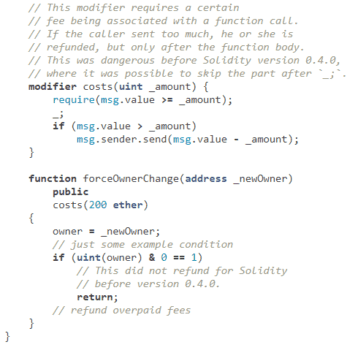 // This modifier requires a certain
// fee being associated with a function call.
// If the caller sent too much, he or she is
// refunded, but only after the function body.
// This was dangerous before Solidity version 0.4.0,
// where it was possible to skip the part after `_;`.
modifier costs(uint _amount) {
require(msg.value >= _amount);
_;
if (msg.value > _amount)
msg.sender.send(msg.value - _amount);
}
function forceOwnerChange(address _newOwner)
public
costs(200 ether)
{
owner = _newOwner;
// just some example condition
if (uint(owner) & 0 == 1)
// This did not refund for Solidity
// before version 0.4.0.
return;
// refund overpaid fees
}
}